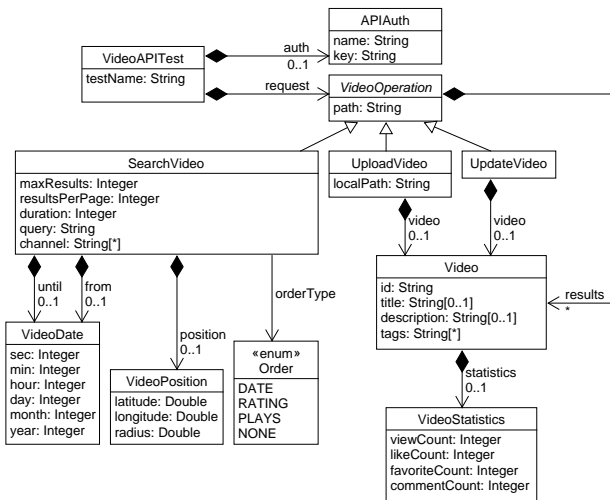 APIAuth
name: String
key: String
VideoAPITest
testName: String
auth
0..1
request
VideoOperation
path: String
SearchVideo
maxResults: Integer
resultsPerPage: Integer
duration: Integer
query: String
channel: String[*]
UploadVideo
localPath: String
UpdateVideo
video
0..1
video
0..1
until
0..1
from
0..1
orderType
position
0..1
Video
id: String
title: String[0..1]
description: String[0..1]
tags: String[*]
results
*
VideoDate
sec: Integer
min: Integer
hour: Integer
day: Integer
month: Integer
year: Integer
VideoPosition
latitude: Double
longitude: Double
radius: Double
«enum»
Order
DATE
RATING
PLAYS
NONE
statistics
0..1
VideoStatistics
viewCount: Integer
likeCount: Integer
favoriteCount: Integer
commentCount: Integer